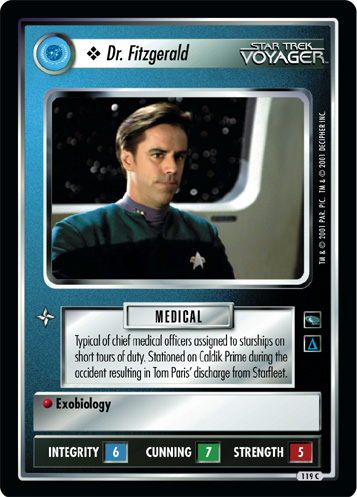 ❖ Dr. Fitzgerald
STAR TREK
VOYAGER
TM & © 2001 PAR. PIC. TM & © 2001 DECIPHER INC.
MEDICAL
Typical of chief medical officers assigned to starships on
short tours of duty. Stationed on Caldik Prime during the
accident resulting in Tom Paris' discharge from Starfleet.
Δ
Exobiology
INTEGRITY 6 CUNNING 7 STRENGTH 5
119 C